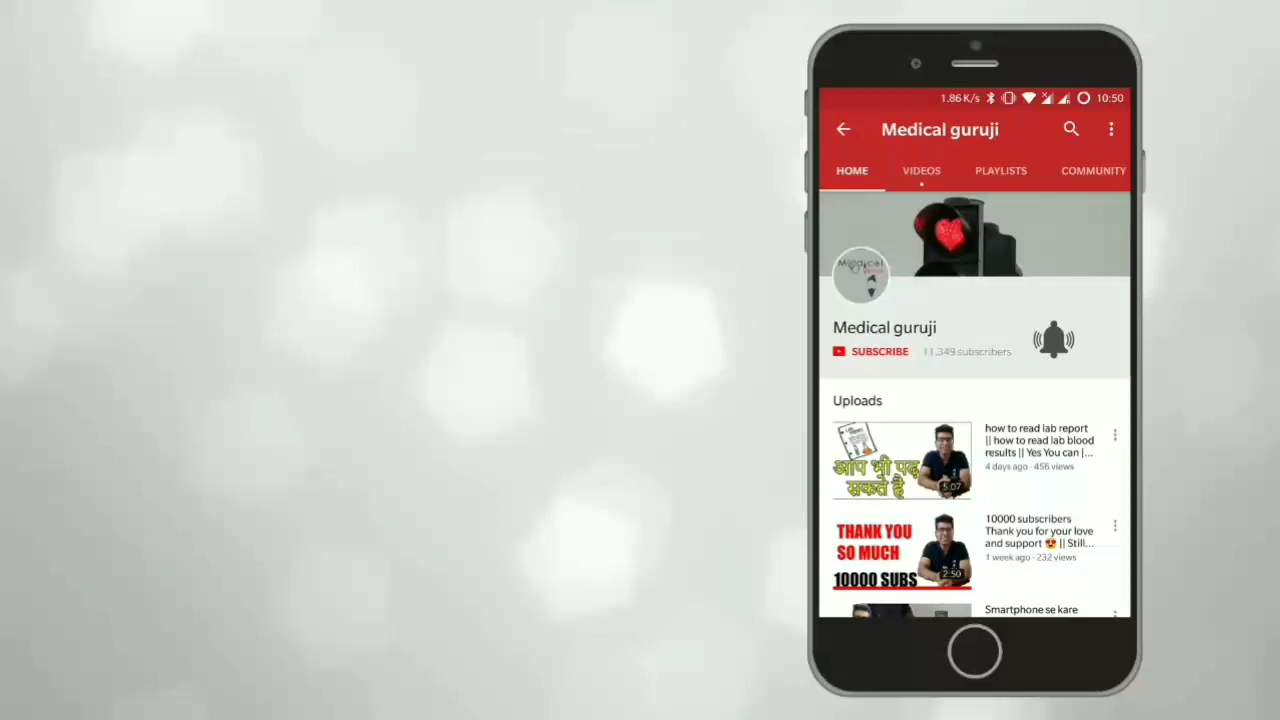 1.86 K/s 10:50
Medical guruji
HOME VIDEOS PLAYLISTS COMMUNITY
Medical
Medical guruji
SUBSCRIBE 11,349 subscribers
Uploads
how to read lab report
|| how to read lab blood
results || Yes You can |...
4 days ago · 456 views
आप भी पढ़
सकते है
5:07
10000 subscribers
Thank you for your love
and support 😍 || Still...
1 week ago · 232 views
THANK YOU
SO MUCH
10000 SUBS
2:50
Smartphone se kare